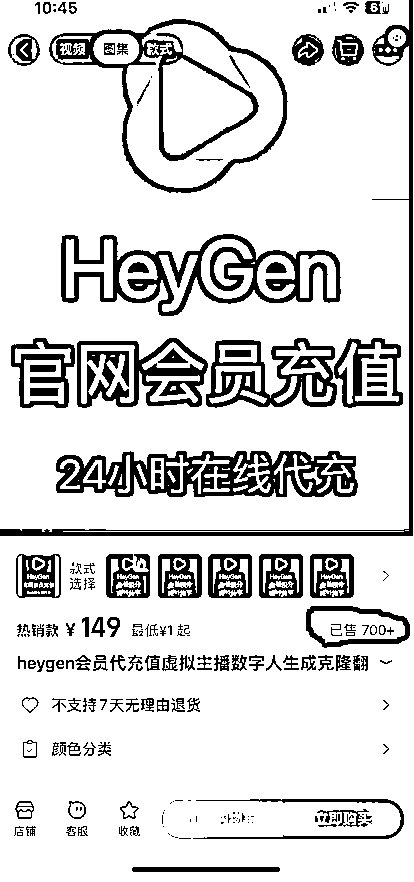 10:45
视频 图集 款式
HeyGen
官网会员充值
24小时在线代充
款式
选择
热销款 ¥149 最低¥1起
已售 700+
heygen会员代充值虚拟主播数字人生成克隆翻
不支持7天无理由退货
颜色分类
店铺 客服 收藏 立即购买